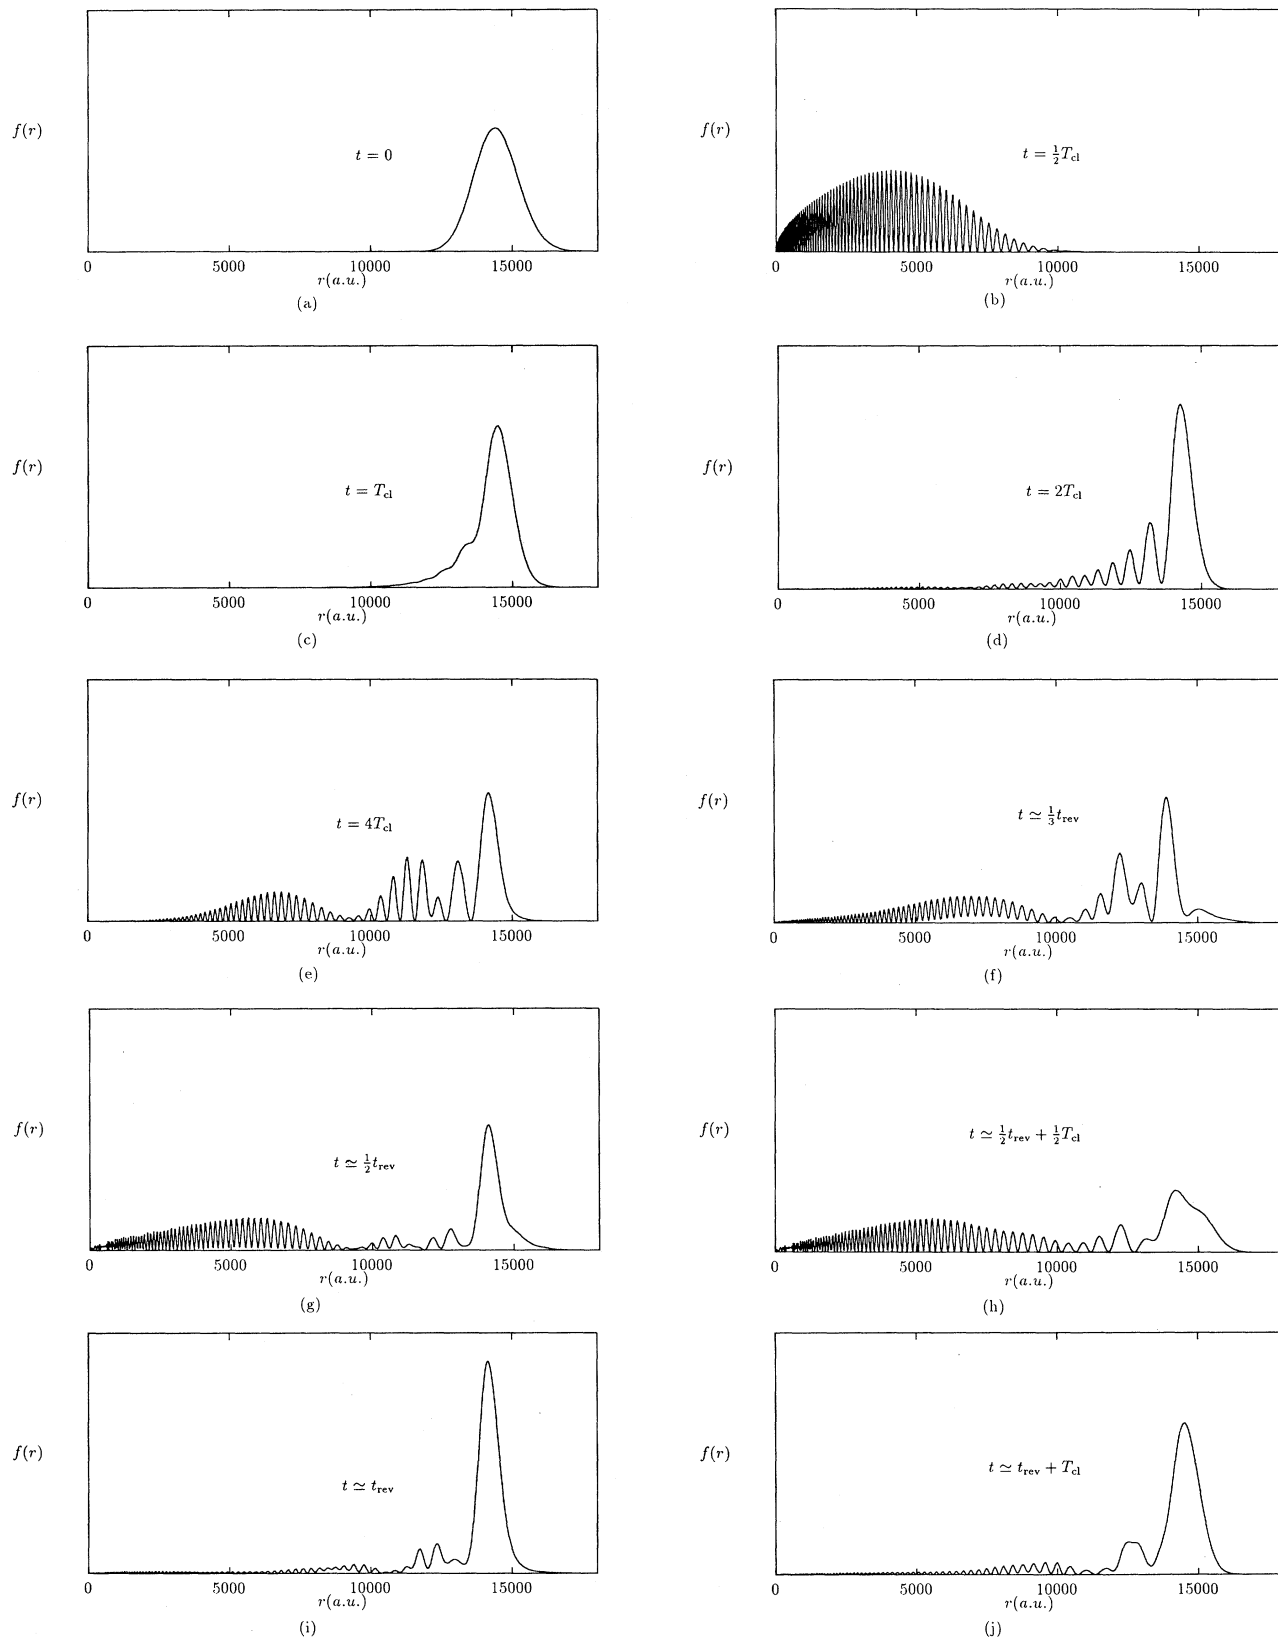 f(r)
t = 0
0 5000 10000 15000
r(a.u.)
(a)
f(r)
t = ½T_cl
0 5000 10000 15000
r(a.u.)
(b)
f(r)
t = T_cl
0 5000 10000 15000
r(a.u.)
(c)
f(r)
t = 2T_cl
0 5000 10000 15000
r(a.u.)
(d)
f(r)
t = 4T_cl
0 5000 10000 15000
r(a.u.)
(e)
f(r)
t ≃ ⅓t_rev
0 5000 10000 15000
r(a.u.)
(f)
f(r)
t ≃ ½t_rev
0 5000 10000 15000
r(a.u.)
(g)
f(r)
t ≃ ½t_rev + ½T_cl
0 5000 10000 15000
r(a.u.)
(h)
f(r)
t ≃ t_rev
0 5000 10000 15000
r(a.u.)
(i)
f(r)
t ≃ t_rev + T_cl
0 5000 10000 15000
r(a.u.)
(j)